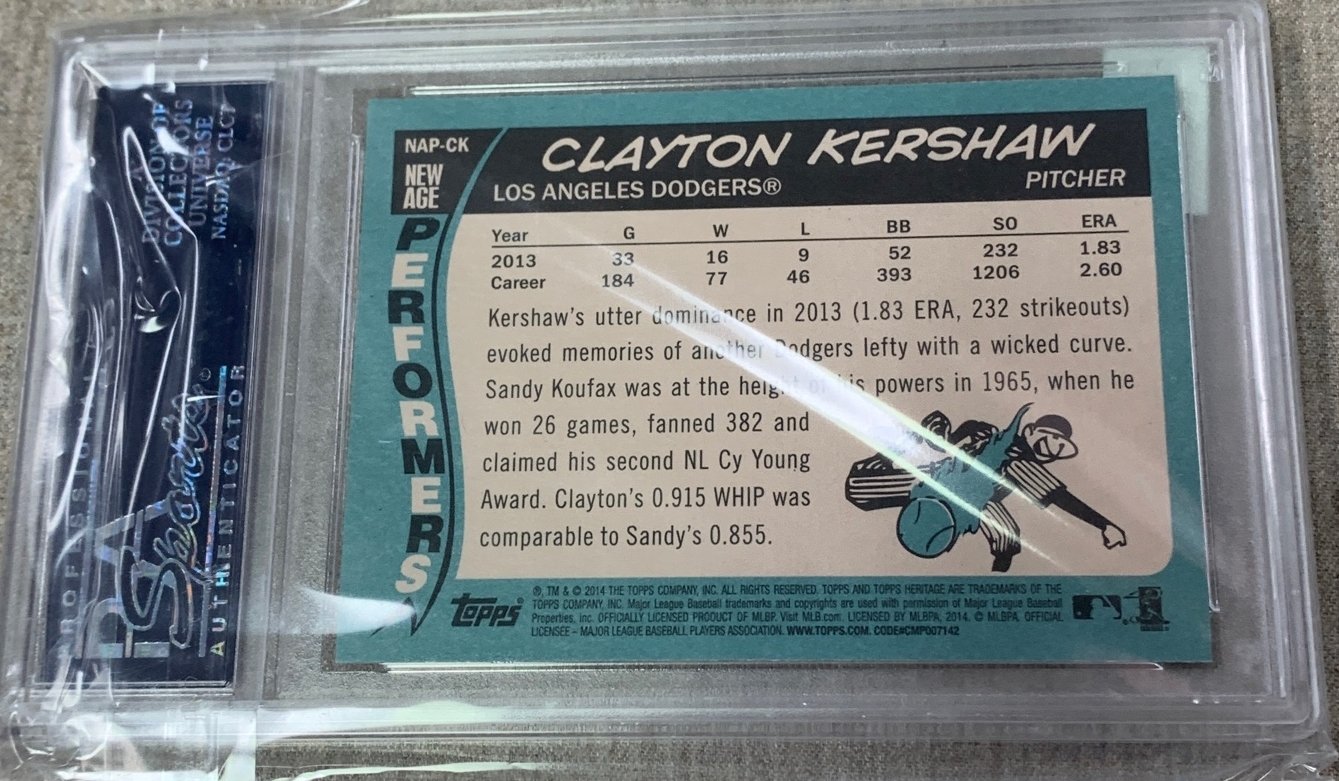 DIVISION OF
COLLECTORS
UNIVERSE
NASDAQ: CLCT
PROFESSIONAL
PSA
Sports
AUTHENTICATOR
NAP-CK
NEW
AGE
PERFORMERS
CLAYTON KERSHAW
LOS ANGELES DODGERS® PITCHER
Year G W L BB SO ERA
2013 33 16 9 52 232 1.83
Career 184 77 46 393 1206 2.60
Kershaw's utter dominance in 2013 (1.83 ERA, 232 strikeouts)
evoked memories of another Dodgers lefty with a wicked curve.
Sandy Koufax was at the height of his powers in 1965, when he
won 26 games, fanned 382 and
claimed his second NL Cy Young
Award. Clayton's 0.915 WHIP was
comparable to Sandy's 0.855.
Topps®
®, TM & © 2014 THE TOPPS COMPANY, INC. ALL RIGHTS RESERVED. TOPPS AND TOPPS HERITAGE ARE TRADEMARKS OF THE
TOPPS COMPANY, INC. Major League Baseball trademarks and copyrights are used with permission of Major League Baseball
Properties, Inc. OFFICIALLY LICENSED PRODUCT OF MLBP. Visit MLB.com. LICENSED BY MLBPA, 2014. © MLBPA, OFFICIAL
LICENSEE – MAJOR LEAGUE BASEBALL PLAYERS ASSOCIATION. WWW.TOPPS.COM. CODE#CMP007142